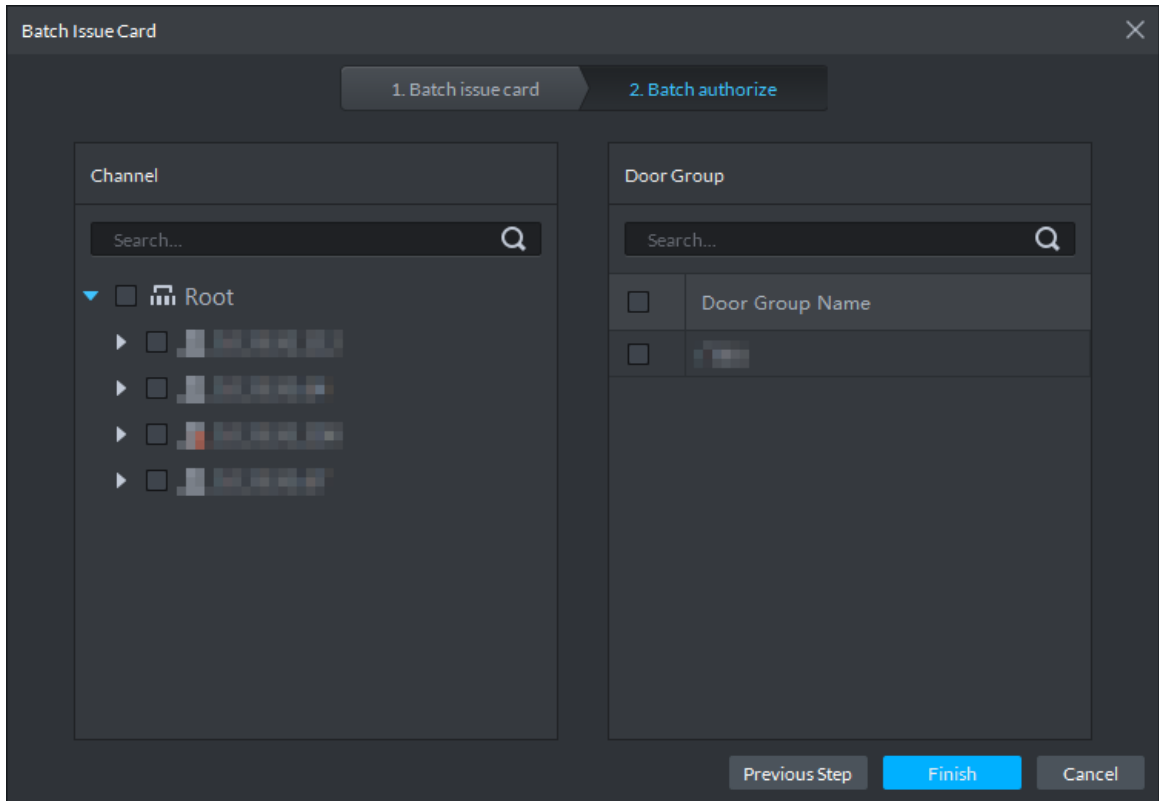 Batch Issue Card
1. Batch issue card
2. Batch authorize
Channel
Search...
Root
Door Group
Search...
Door Group Name
Previous Step
Finish
Cancel